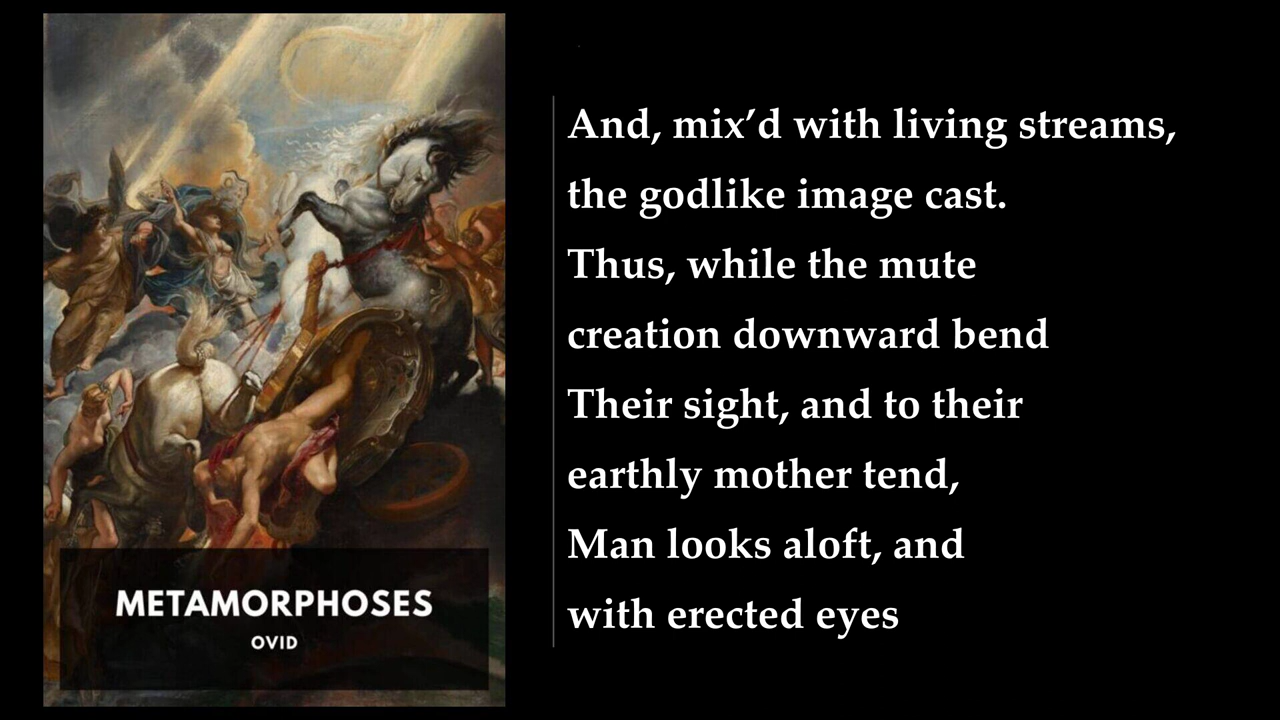 METAMORPHOSES
OVID
And, mix’d with living streams,
the godlike image cast.
Thus, while the mute
creation downward bend
Their sight, and to their
earthly mother tend,
Man looks aloft, and
with erected eyes